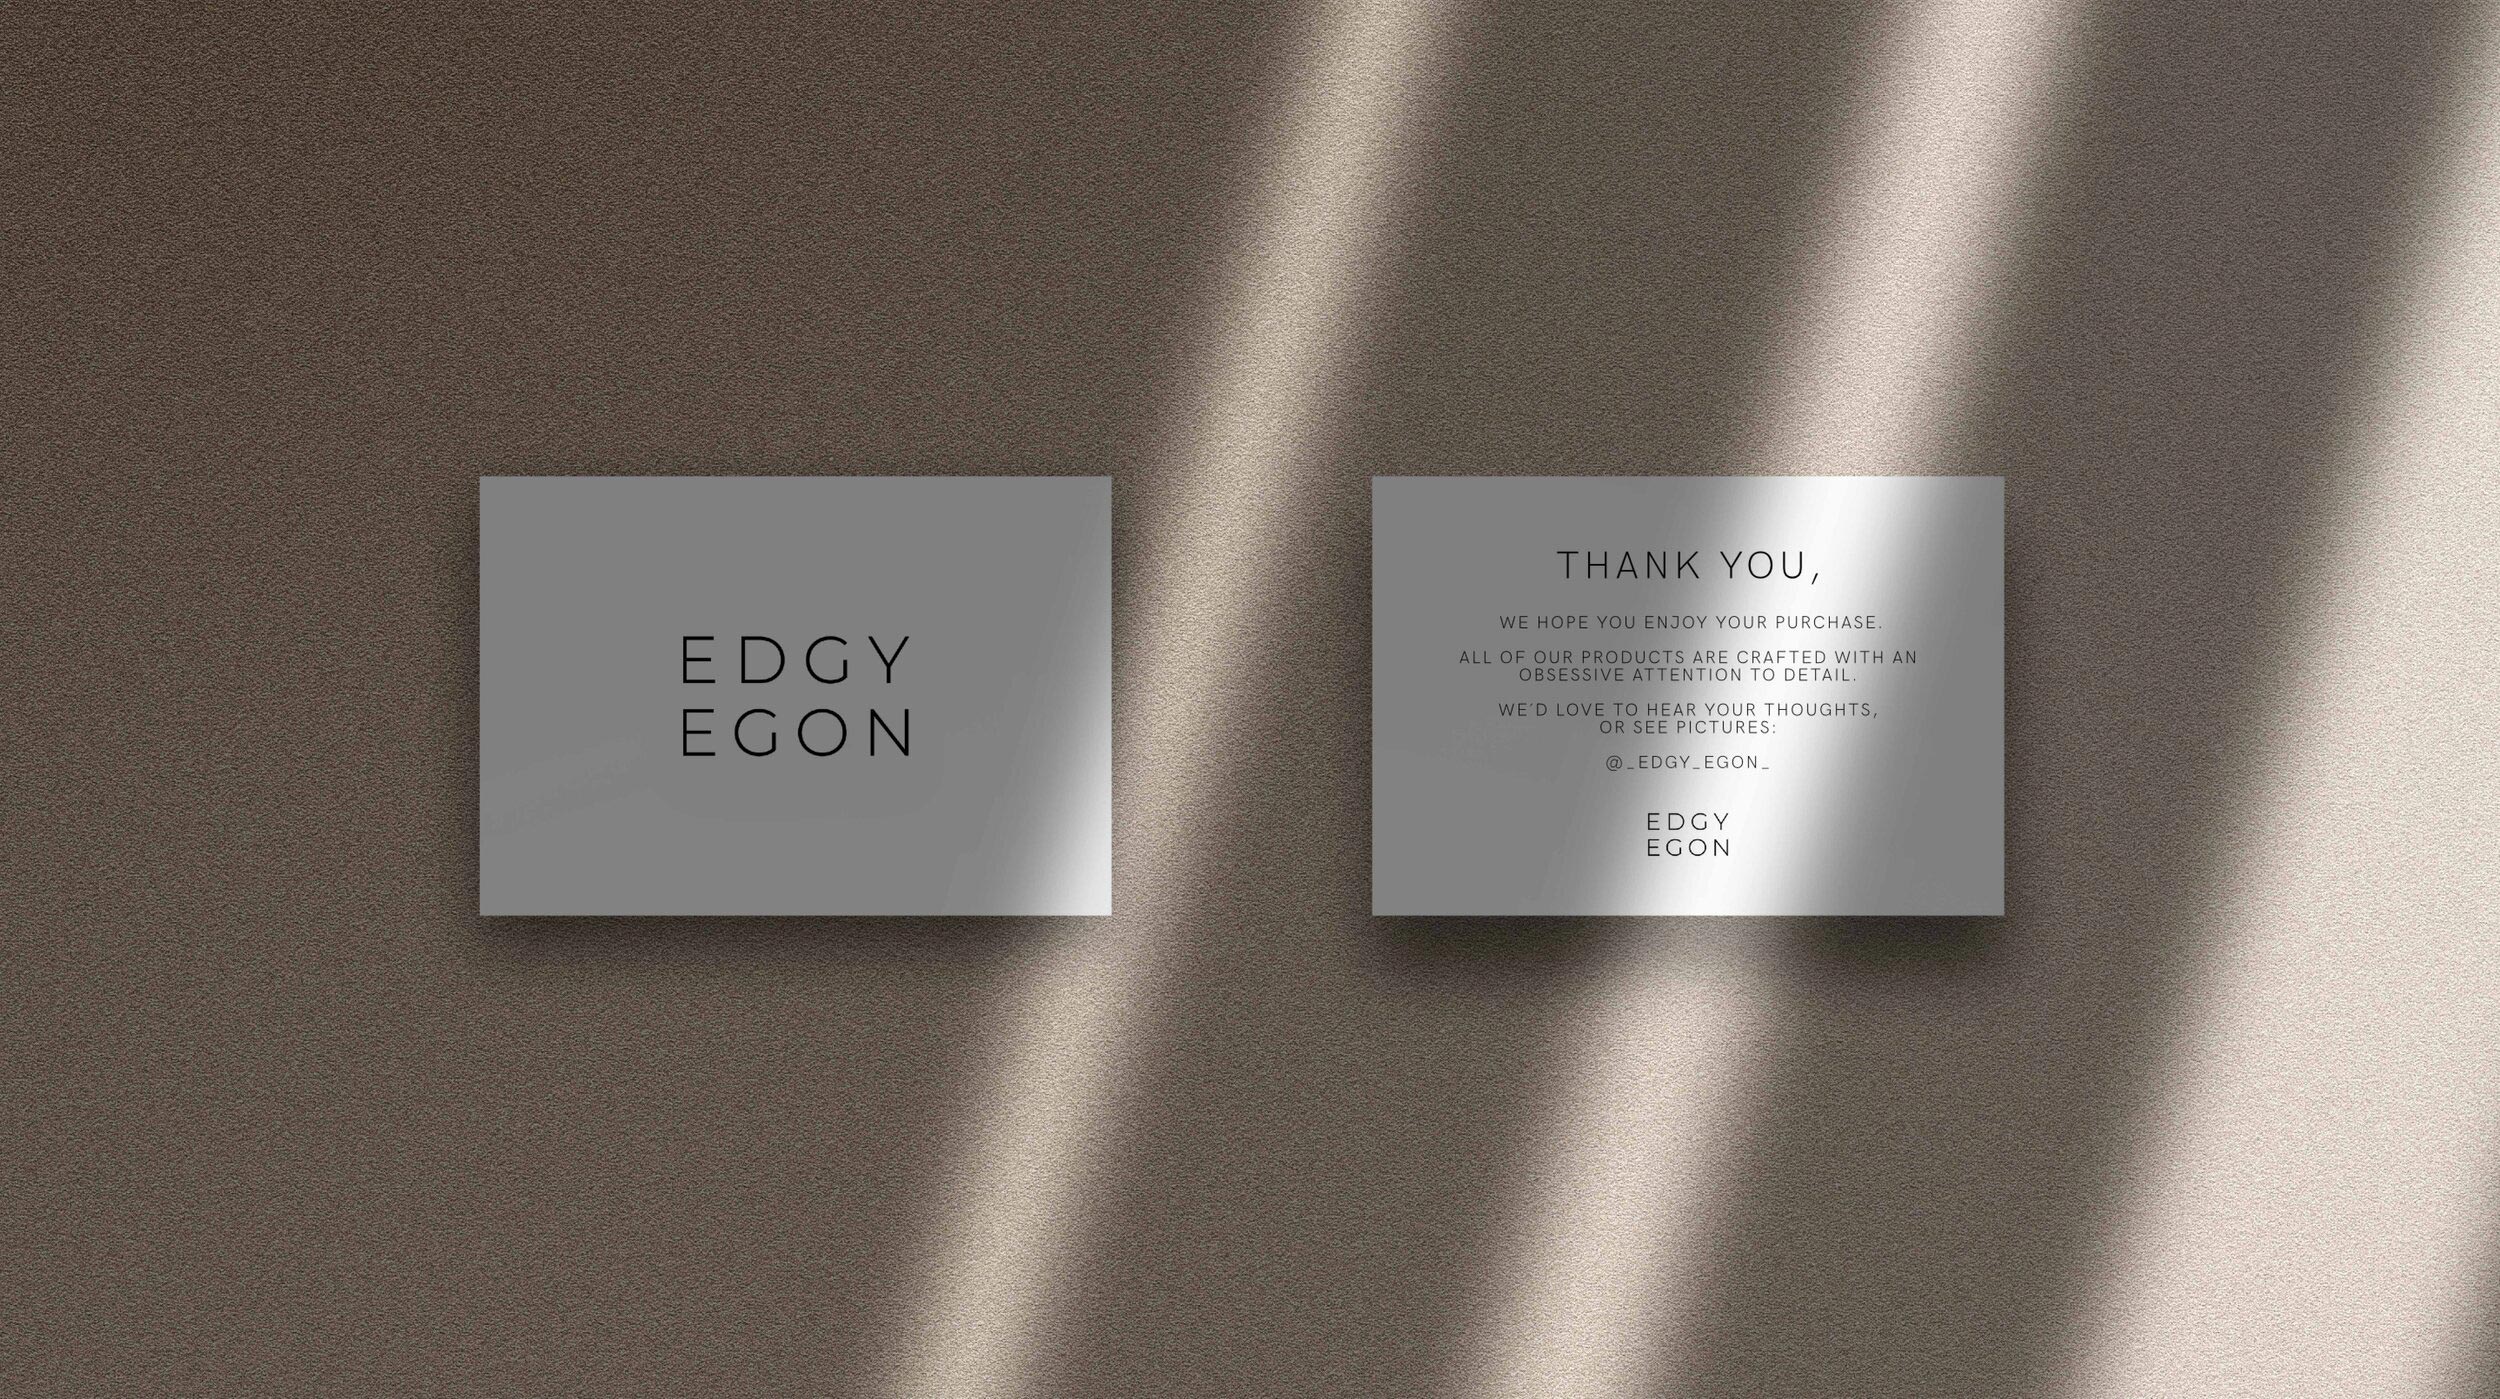 EDGY
EGON
THANK YOU,
WE HOPE YOU ENJOY YOUR PURCHASE.
ALL OF OUR PRODUCTS ARE CRAFTED WITH AN
OBSESSIVE ATTENTION TO DETAIL.
WE'D LOVE TO HEAR YOUR THOUGHTS,
OR SEE PICTURES:
@_EDGY_EGON_
EDGY
EGON